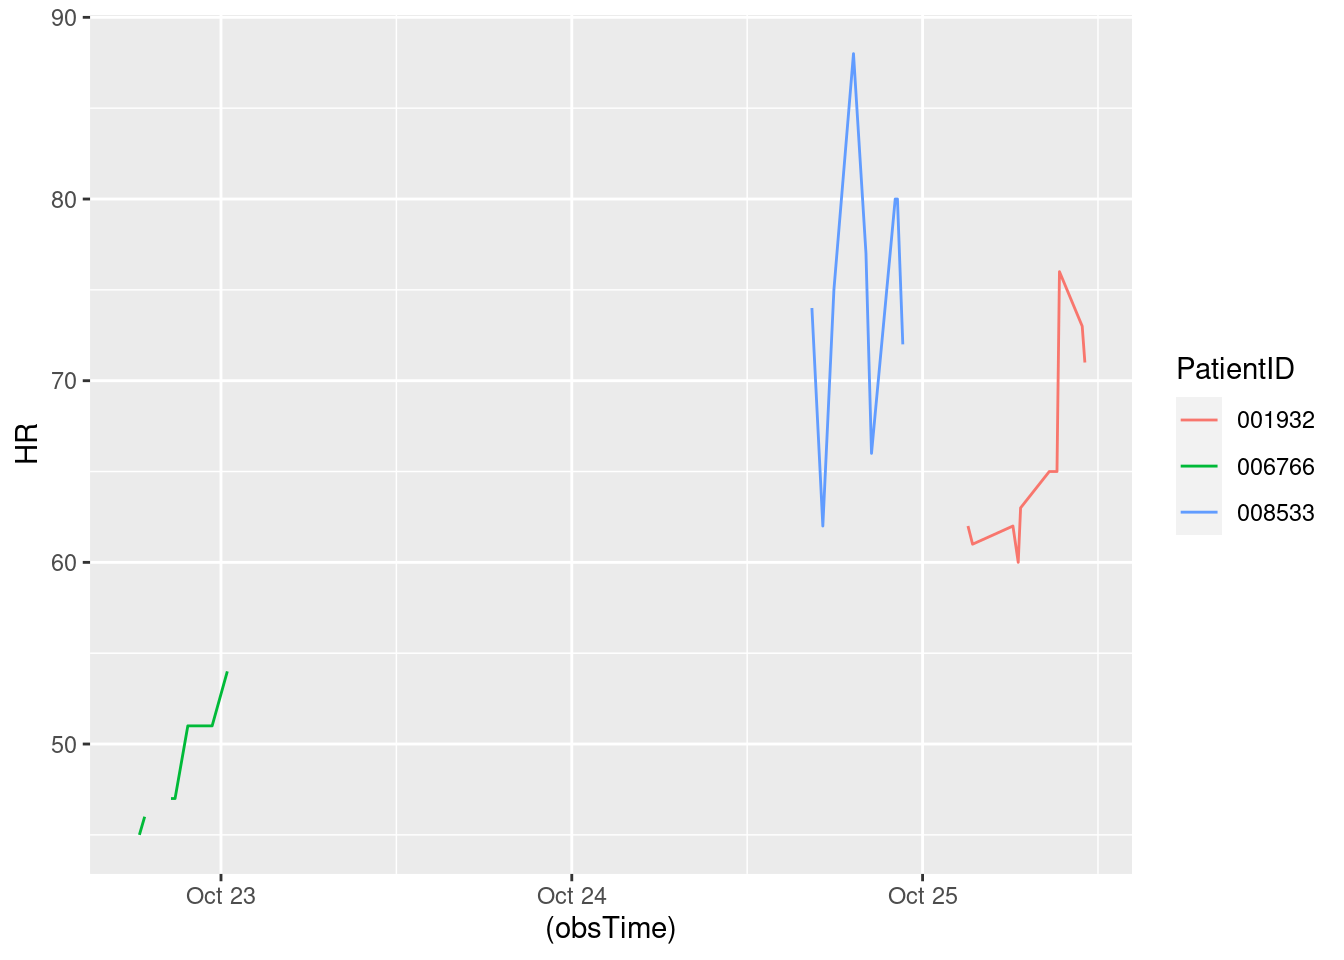 90
80
70
60
50
HR
Oct 23
Oct 24
Oct 25
(obsTime)
PatientID
001932
006766
008533